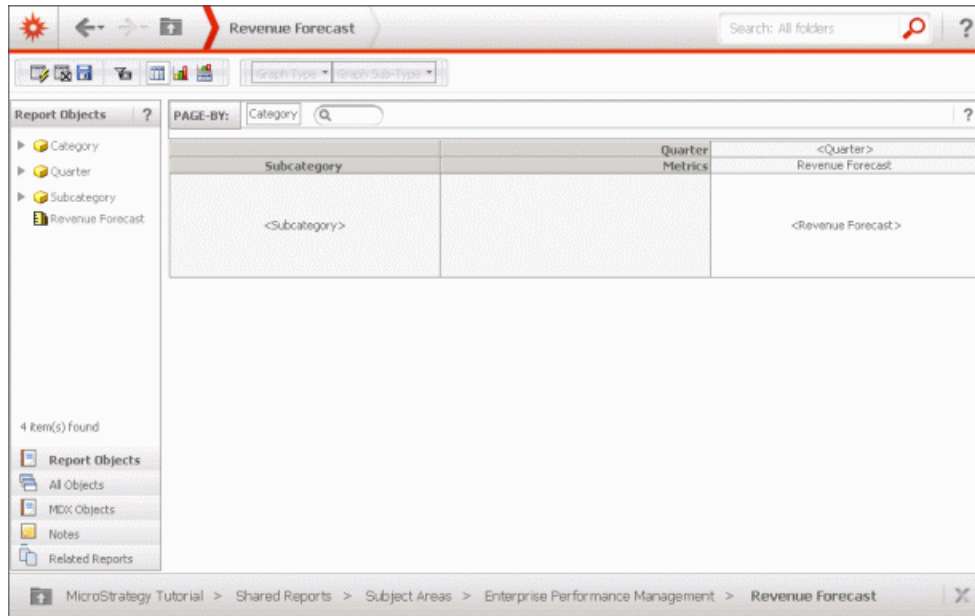 Revenue Forecast
Search: All folders
?
Graph Type Graph Sub-Type
Report Objects ?
PAGE-BY: Category
?
Category
Quarter
Subcategory
Revenue Forecast
Quarter <Quarter>
Subcategory Metrics Revenue Forecast
<Subcategory> <Revenue Forecast>
4 item(s) found
Report Objects
All Objects
MDX Objects
Notes
Related Reports
MicroStrategy Tutorial > Shared Reports > Subject Areas > Enterprise Performance Management > Revenue Forecast